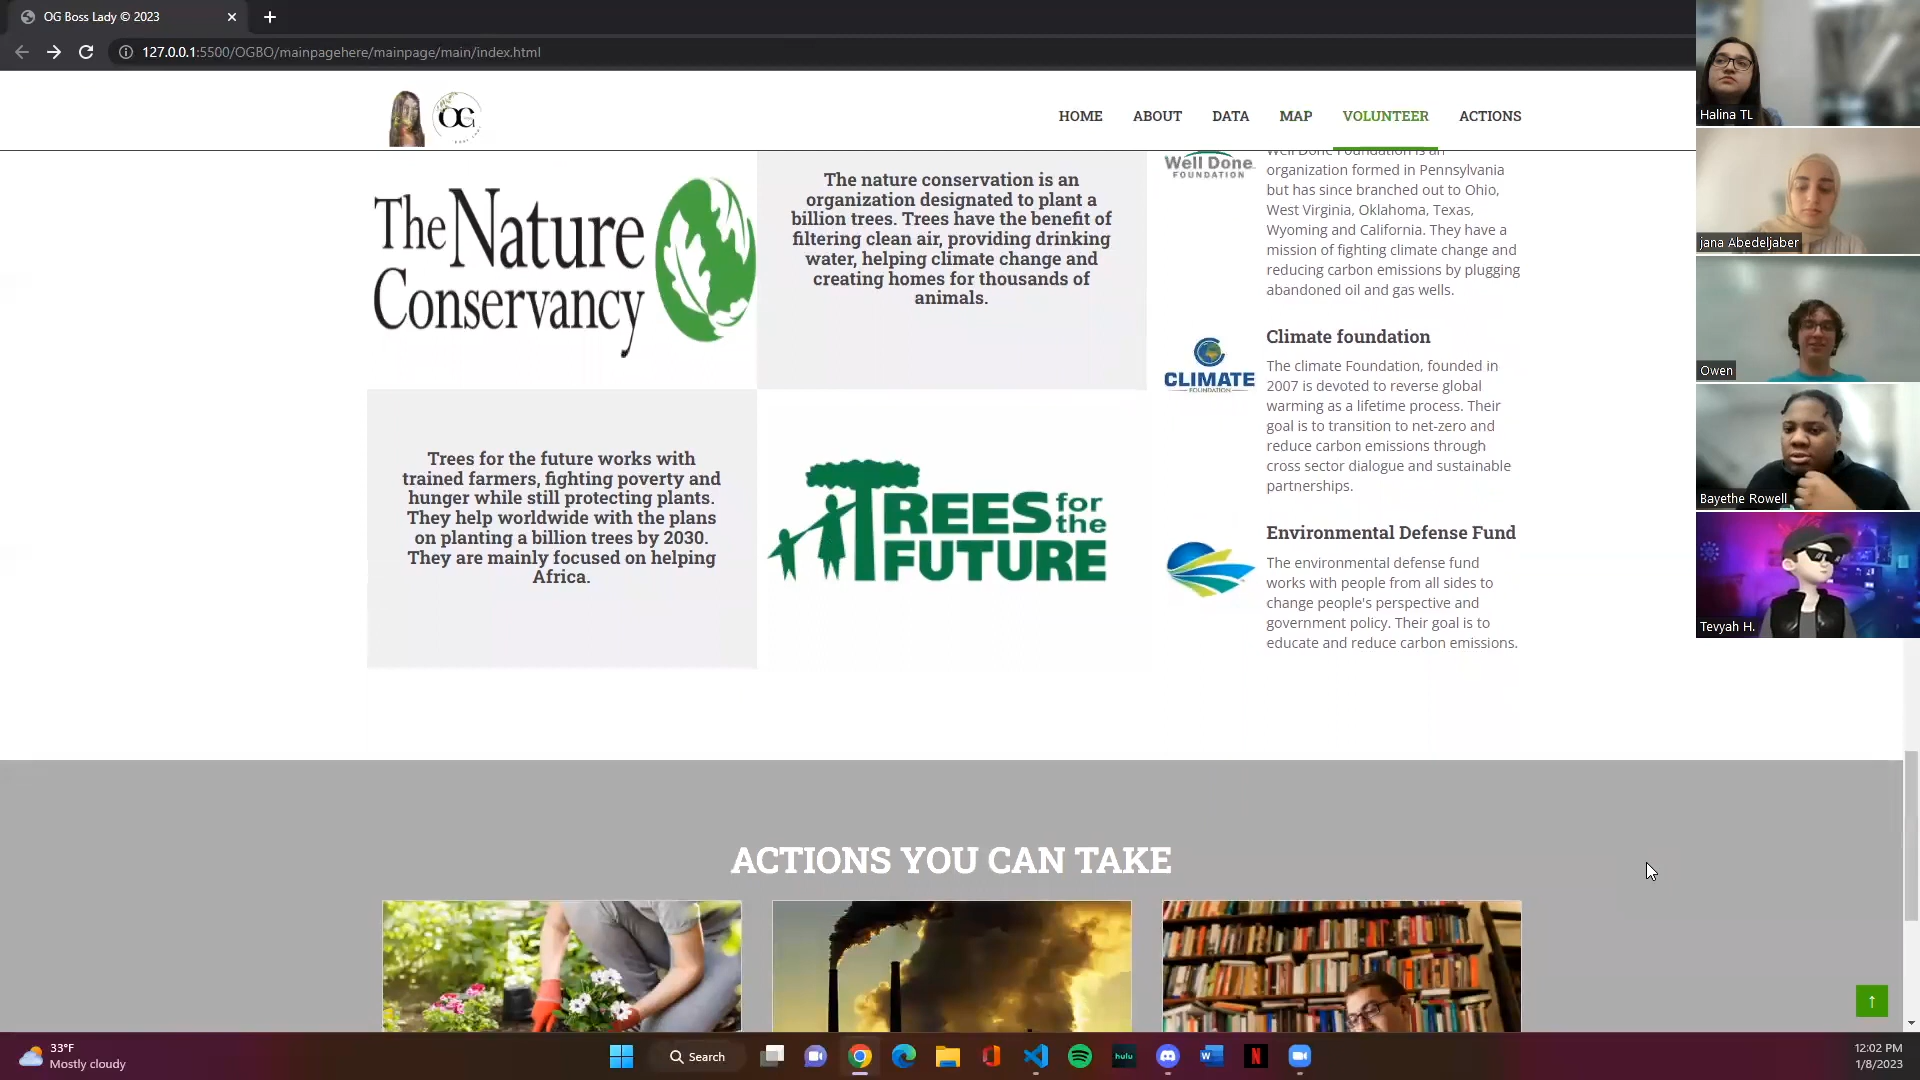 OG Boss Lady © 2023
127.0.0.1:5500/OGBO/mainpagehere/mainpage/main/index.html
OG
HOME ABOUT DATA MAP VOLUNTEER ACTIONS
The Nature
Conservancy
The nature conservation is an
organization designated to plant a
billion trees. Trees have the benefit of
filtering clean air, providing drinking
water, helping climate change and
creating homes for thousands of
animals.
Trees for the future works with
trained farmers, fighting poverty and
hunger while still protecting plants.
They help worldwide with the plans
on planting a billion trees by 2030.
They are mainly focused on helping
Africa.
TREES for
the
FUTURE
Well Done
FOUNDATION
Well Done Foundation is an
organization formed in Pennsylvania
but has since branched out to Ohio,
West Virginia, Oklahoma, Texas,
Wyoming and California. They have a
mission of fighting climate change and
reducing carbon emissions by plugging
abandoned oil and gas wells.
CLIMATE
FOUNDATION
Climate foundation
The climate Foundation, founded in
2007 is devoted to reverse global
warming as a lifetime process. Their
goal is to transition to net-zero and
reduce carbon emissions through
cross sector dialogue and sustainable
partnerships.
Environmental Defense Fund
The environmental defense fund
works with people from all sides to
change people's perspective and
government policy. Their goal is to
educate and reduce carbon emissions.
ACTIONS YOU CAN TAKE
Halina TL
jana Abedeljaber
Owen
Bayethe Rowell
Tevyah H.
33°F
Mostly cloudy
Search
hulu
W
N
12:02 PM
1/8/2023